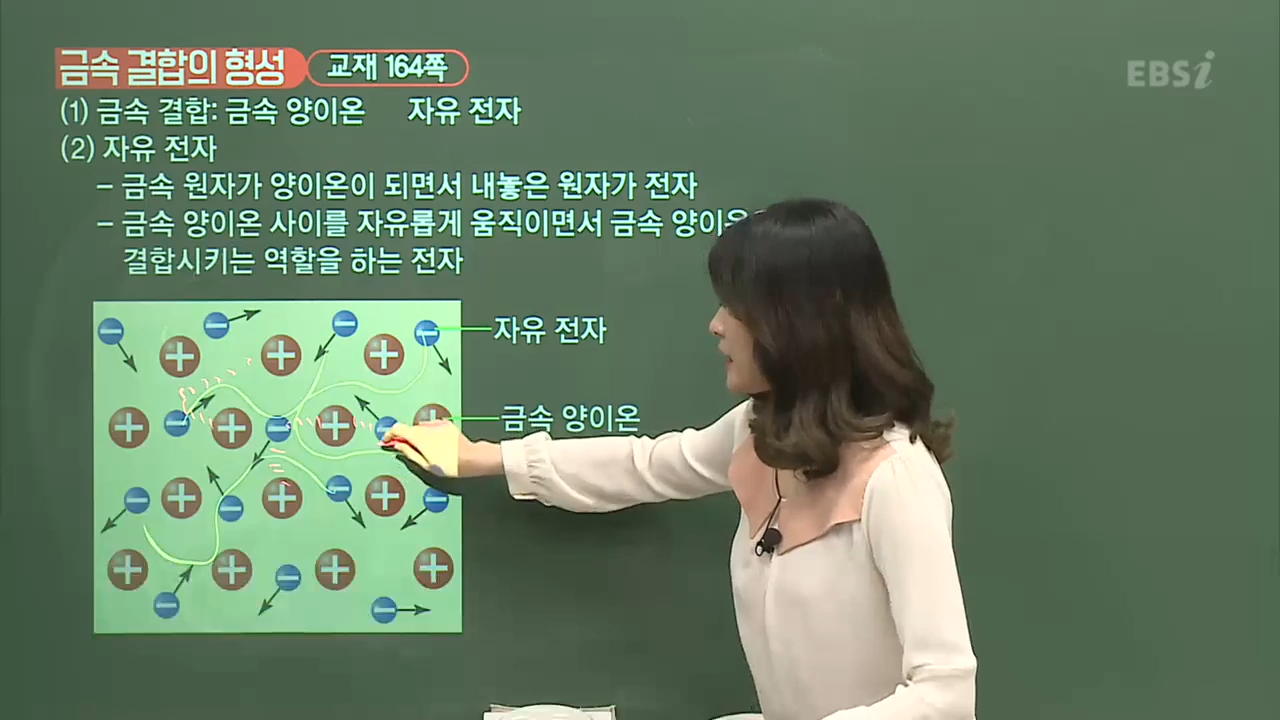 금속 결합의 형성 교재 164쪽
EBSi
(1) 금속 결합: 금속 양이온 자유 전자
(2) 자유 전자
– 금속 원자가 양이온이 되면서 내놓은 원자가 전자
– 금속 양이온 사이를 자유롭게 움직이면서 금속
결합시키는 역할을 하는 전자
자유 전자
금속 양이온